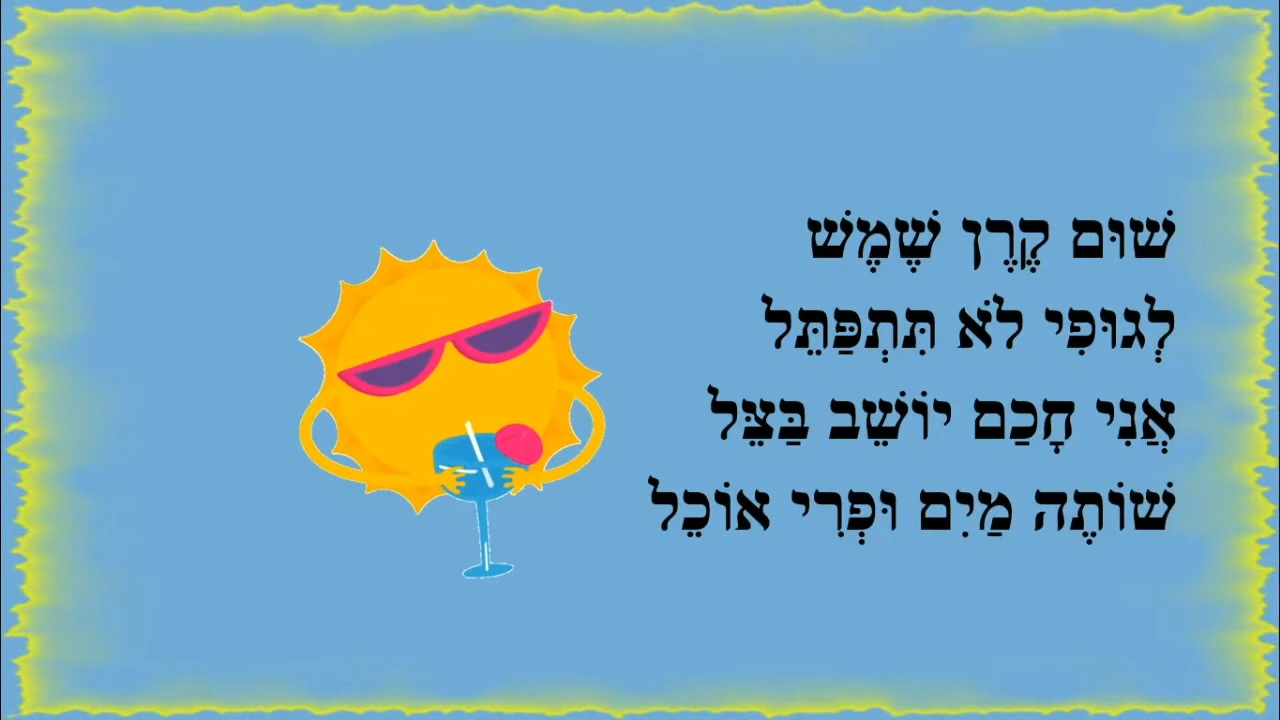 שׁוּם קֶרֶן שֶׁמֶשׁ
לְגוּפִי לֹא תִּתְפַּתֵּל
אֲנִי חָכַם יוֹשֵׁב בַּצֵּל
שׁוֹתֶה מַיִם וּפְרִי אוֹכֵל